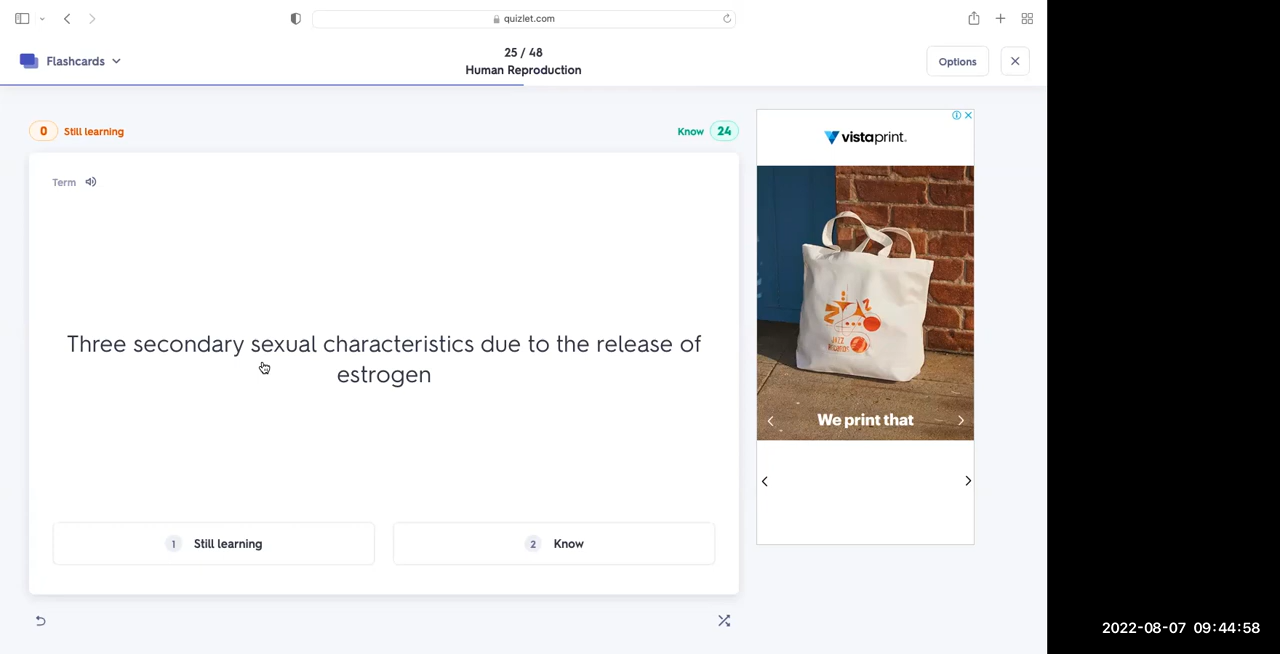 quizlet.com
Flashcards
25 / 48
Human Reproduction
Options
0 Still learning
Know 24
Term
Three secondary sexual characteristics due to the release of
estrogen
1 Still learning
2 Know
vistaprint.
JAZZ
RECORDS
We print that
2022-08-07 09:44:58